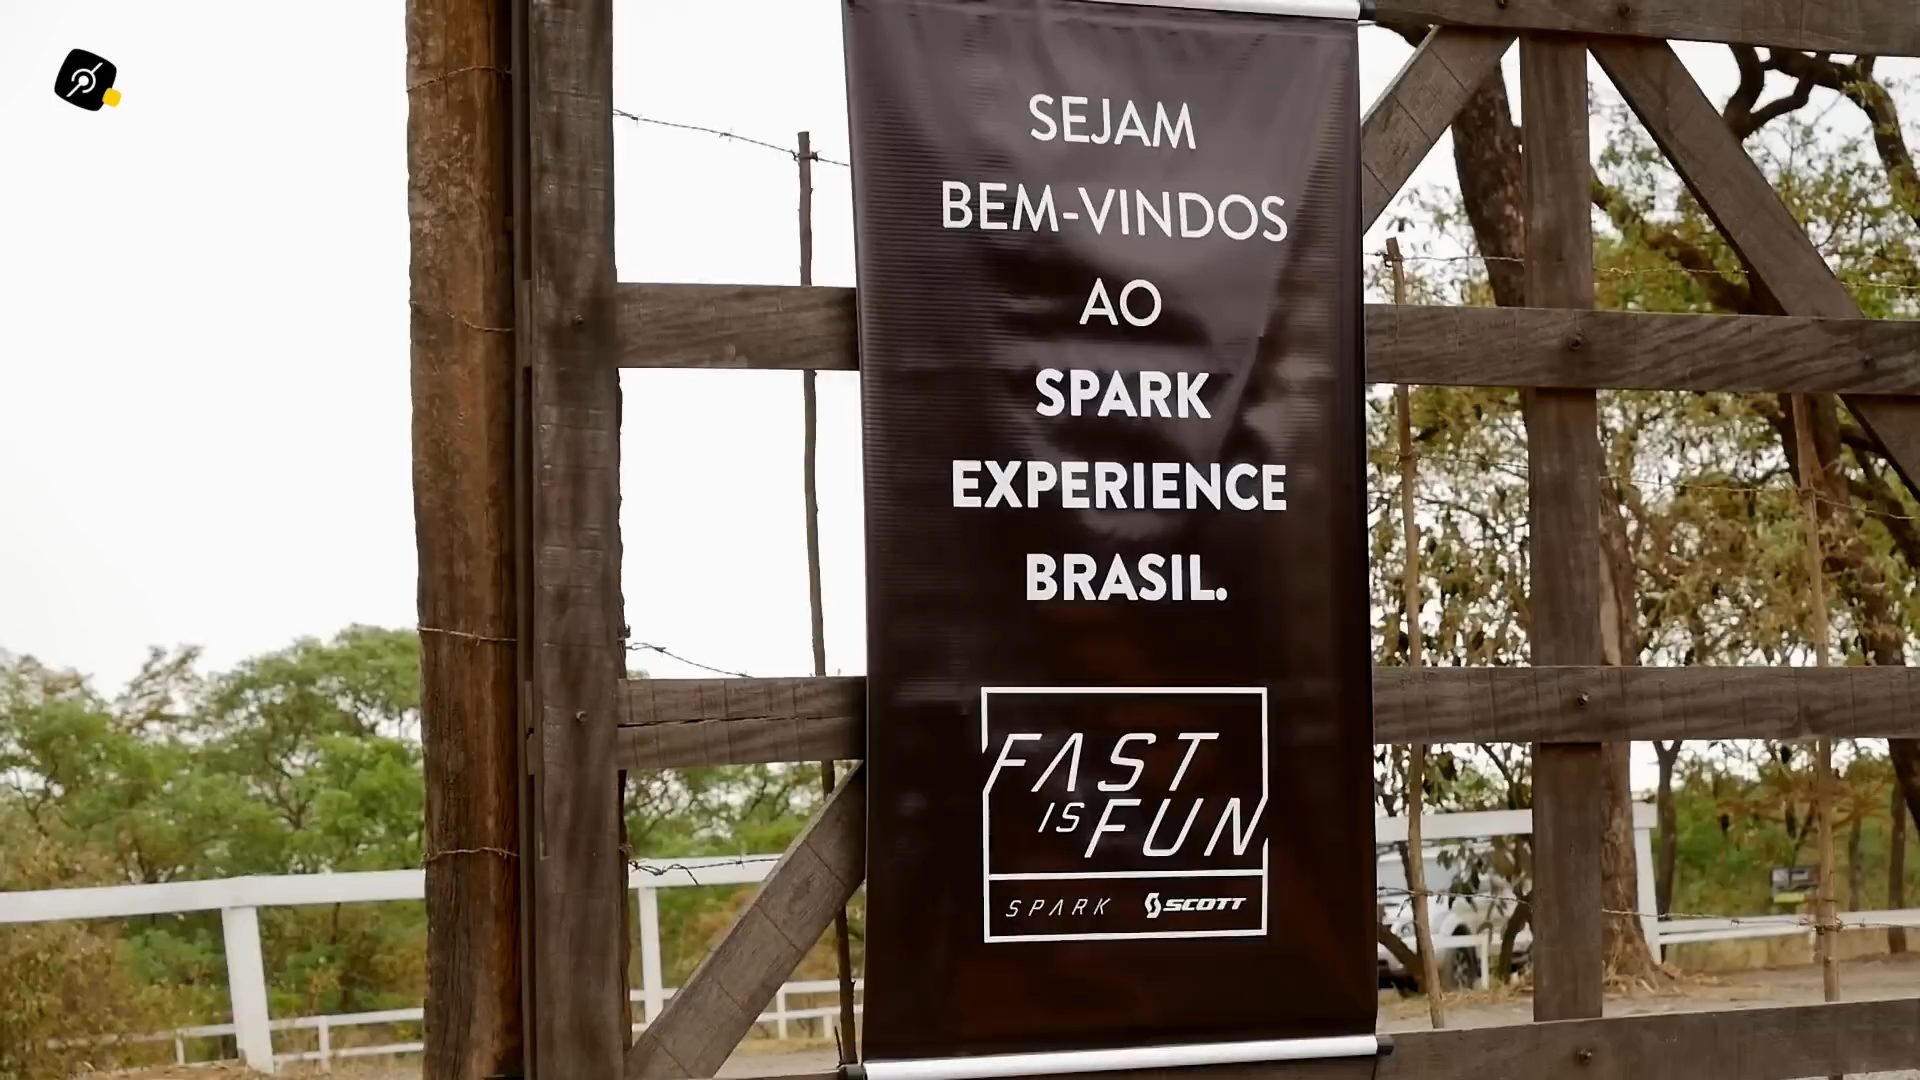 SEJAM
BEM-VINDOS
AO
SPARK
EXPERIENCE
BRASIL.
FAST
IS FUN
SPARK SCOTT